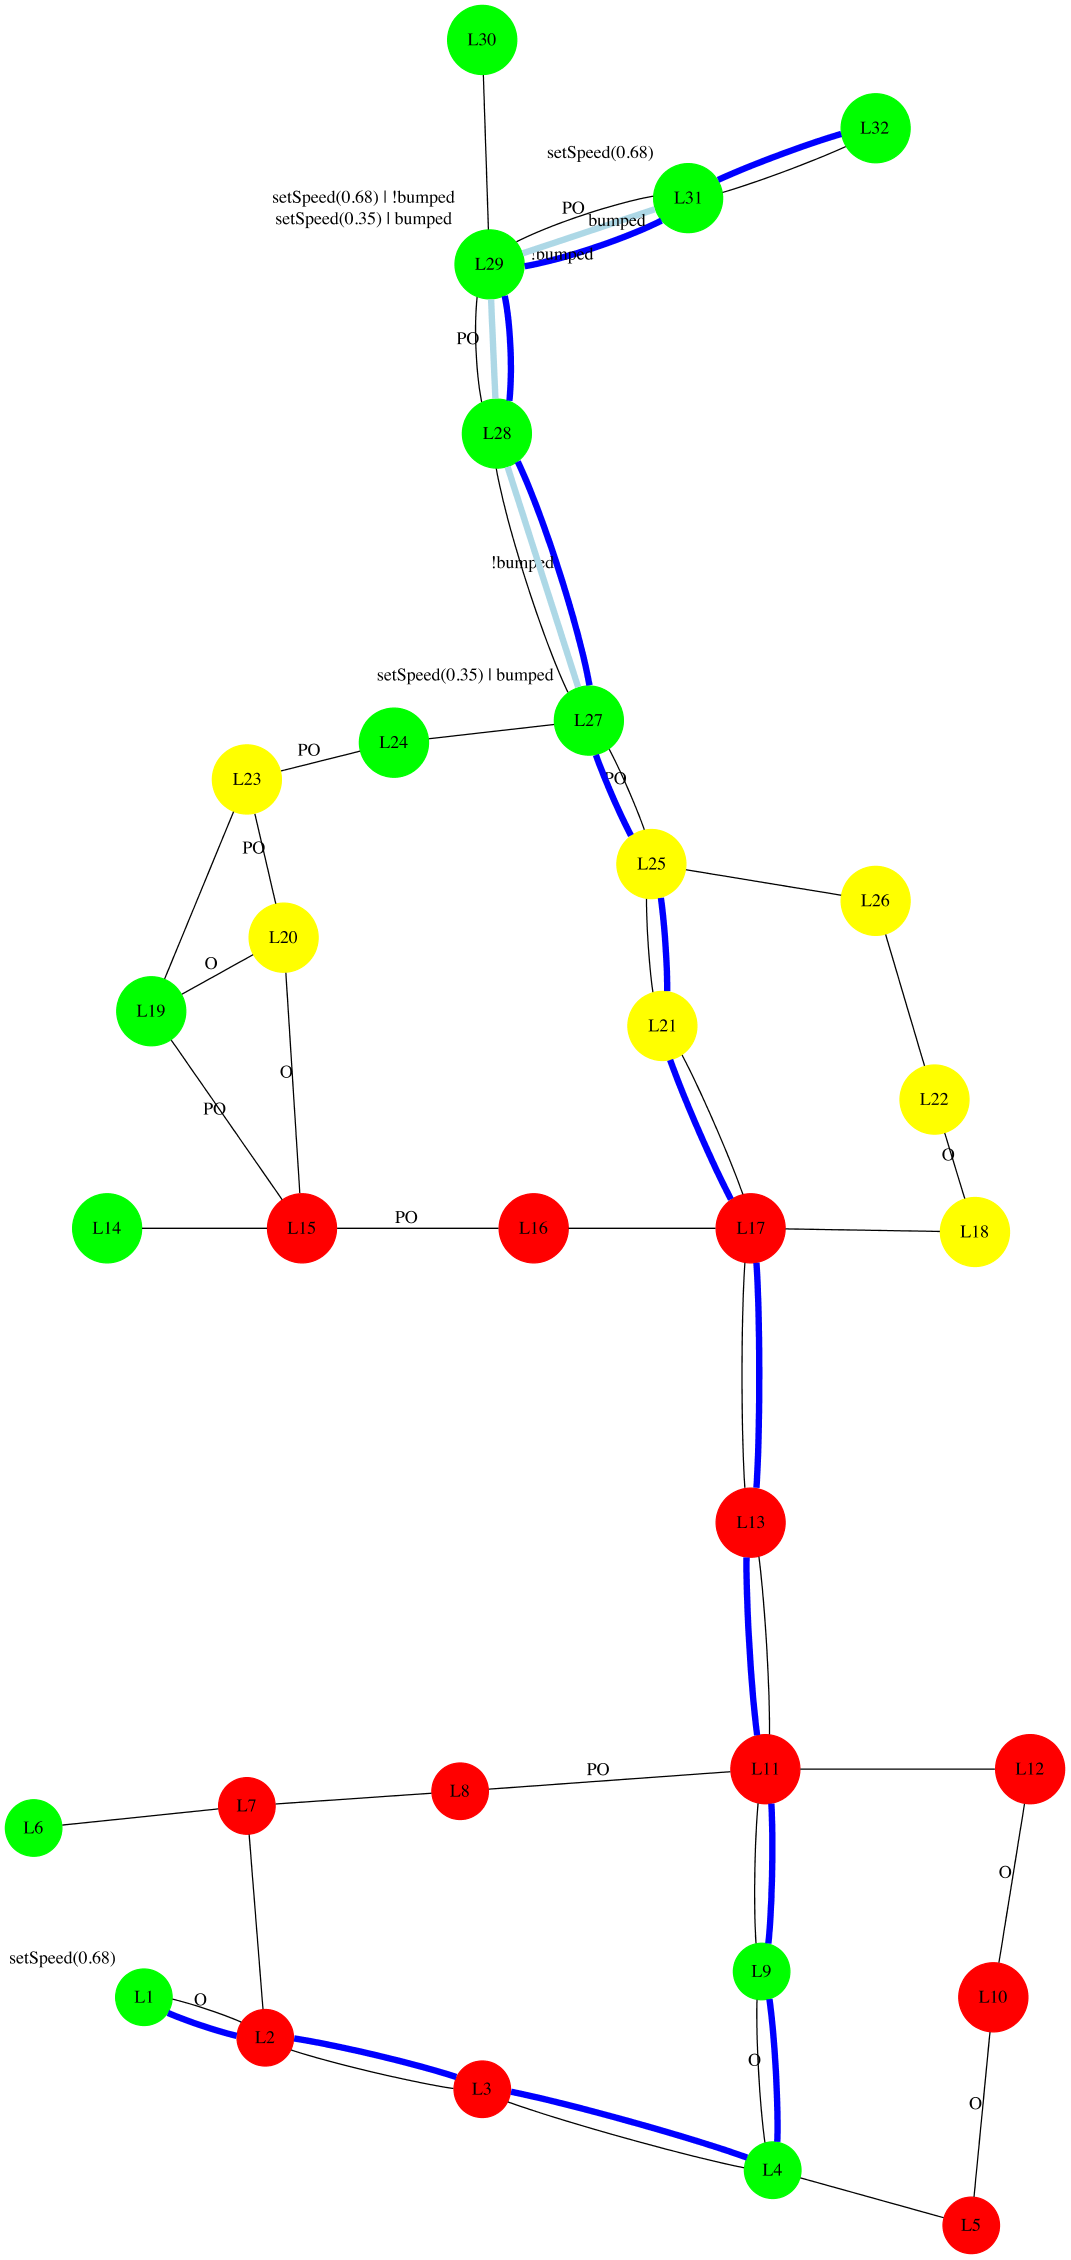 L30
L32
setSpeed(0.68)
L31
setSpeed(0.68) | !bumped
setSpeed(0.35) | bumped
PO
bumped
!bumped
L29
PO
L28
!bumped
setSpeed(0.35) | bumped
L27
L24
PO
L23
PO
PO
L25
L26
L20
O
L19
L21
O
PO
L22
O
L14
L15
PO
L16
L17
L18
L13
PO
L11
L12
L8
L7
L6
O
setSpeed(0.68)
L9
L1
O
L10
L2
O
L3
O
L4
L5